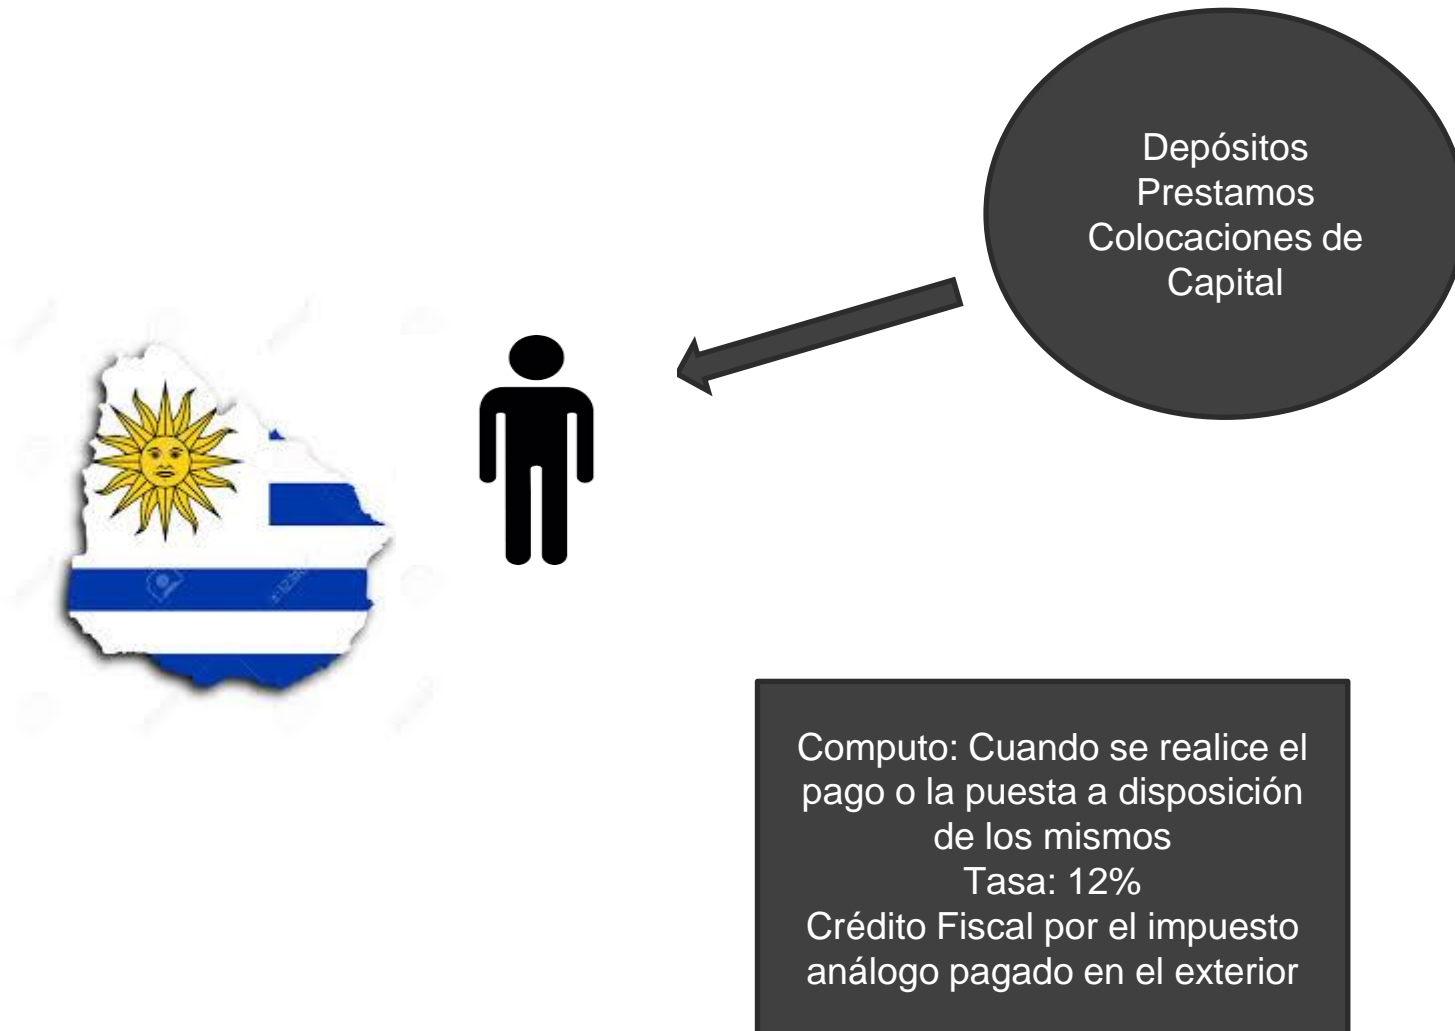 Depósitos
Prestamos
Colocaciones de
Capital
Computo: Cuando se realice el
pago o la puesta a disposición
de los mismos
Tasa: 12%
Crédito Fiscal por el impuesto
análogo pagado en el exterior